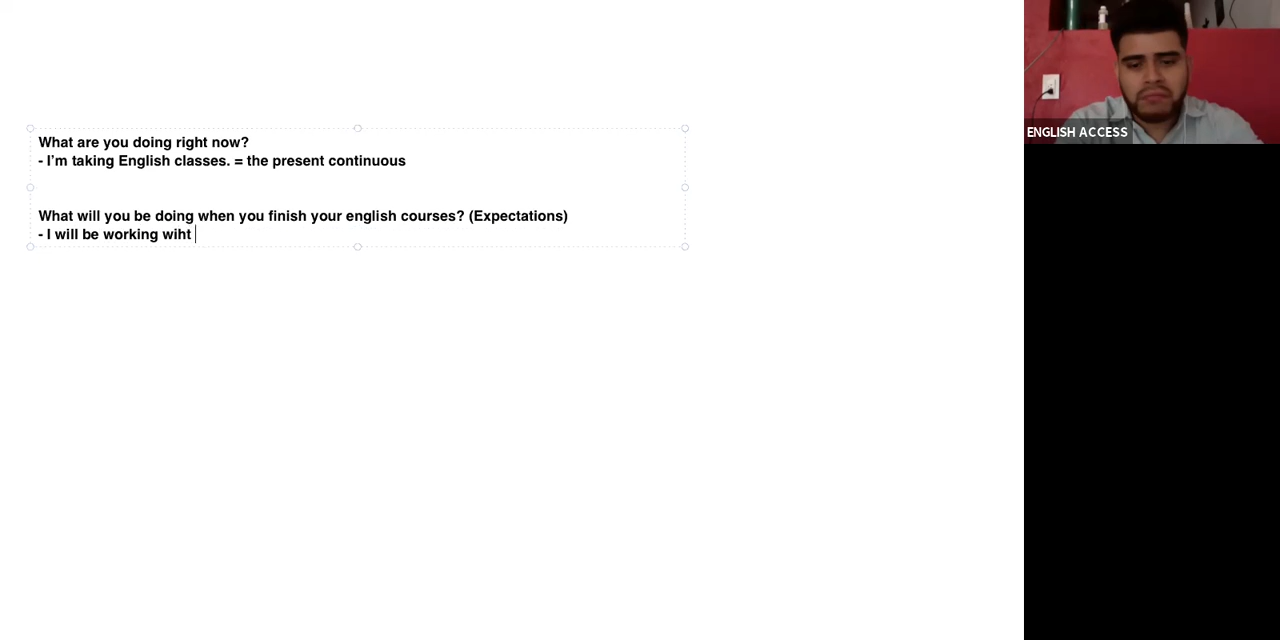 What are you doing right now?
- I’m taking English classes. = the present continuous
What will you be doing when you finish your english courses? (Expectations)
- I will be working wiht
ENGLISH ACCESS